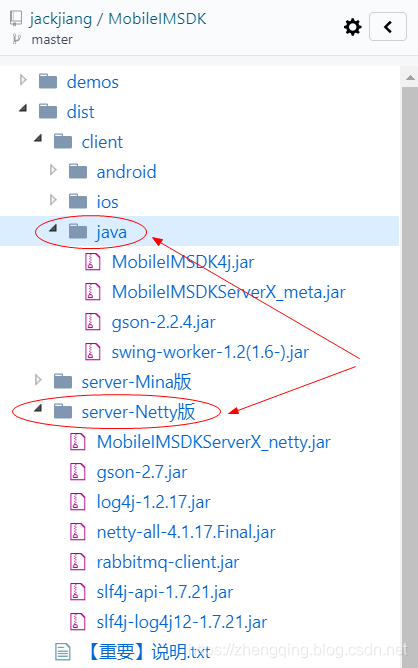 jackjiang / MobileIMSDK
master
demos
dist
client
android
ios
java
MobileIMSDK4j.jar
MobileIMSDKServerX_meta.jar
gson-2.2.4.jar
swing-worker-1.2(1.6-).jar
server-Mina版
server-Netty版
MobileIMSDKServerX_netty.jar
gson-2.7.jar
log4j-1.2.17.jar
netty-all-4.1.17.Final.jar
rabbitmq-client.jar
slf4j-api-1.7.21.jar
slf4j-log4j12-1.7.21.jar
【重要】说明.txt
https://zhengqing.blog.csdn.net